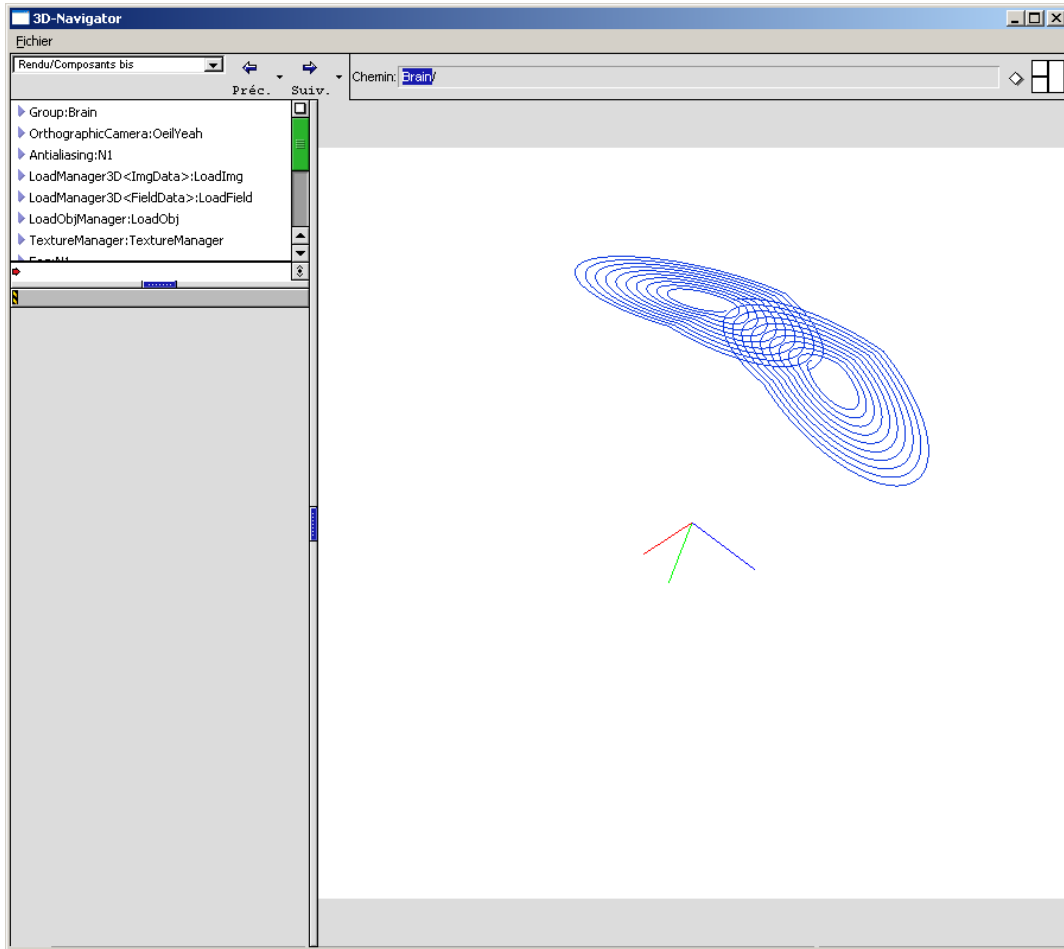 3D-Navigator
Fichier
Rendu/Composants bis
Préc.
Suiv.
Chemin: Brain/
Group:Brain
OrthographicCamera:OeilYeah
Antialiasing:N1
LoadManager3D<ImgData>:LoadImg
LoadManager3D<FieldData>:LoadField
LoadObjManager:LoadObj
TextureManager:TextureManager